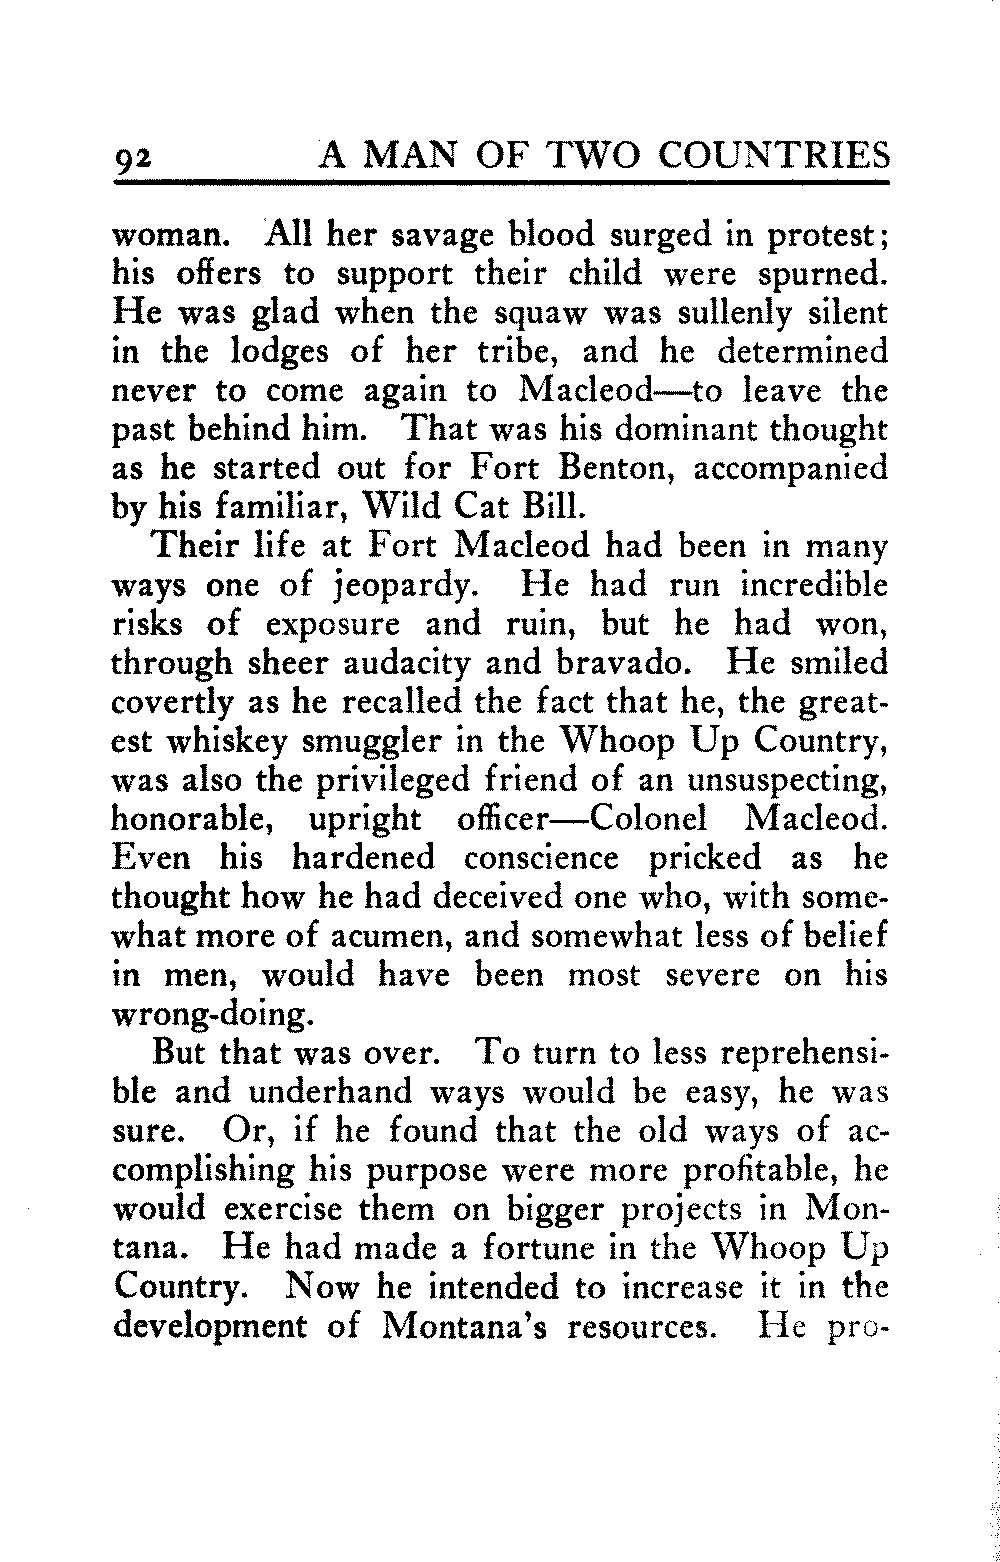 92 A MAN OF TWO COUNTRIES
woman. All her savage blood surged in protest;
his offers to support their child were spurned.
He was glad when the squaw was sullenly silent
in the lodges of her tribe, and he determined
never to come again to Macleod—to leave the
past behind him. That was his dominant thought
as he started out for Fort Benton, accompanied
by his familiar, Wild Cat Bill.
Their life at Fort Macleod had been in many
ways one of jeopardy. He had run incredible
risks of exposure and ruin, but he had won,
through sheer audacity and bravado. He smiled
covertly as he recalled the fact that he, the great-
est whiskey smuggler in the Whoop Up Country,
was also the privileged friend of an unsuspecting,
honorable, upright officer—Colonel Macleod.
Even his hardened conscience pricked as he
thought how he had deceived one who, with some-
what more of acumen, and somewhat less of belief
in men, would have been most severe on his
wrong-doing.
But that was over. To turn to less reprehensi-
ble and underhand ways would be easy, he was
sure. Or, if he found that the old ways of ac-
complishing his purpose were more profitable, he
would exercise them on bigger projects in Mon-
tana. He had made a fortune in the Whoop Up
Country. Now he intended to increase it in the
development of Montana's resources. He pro-